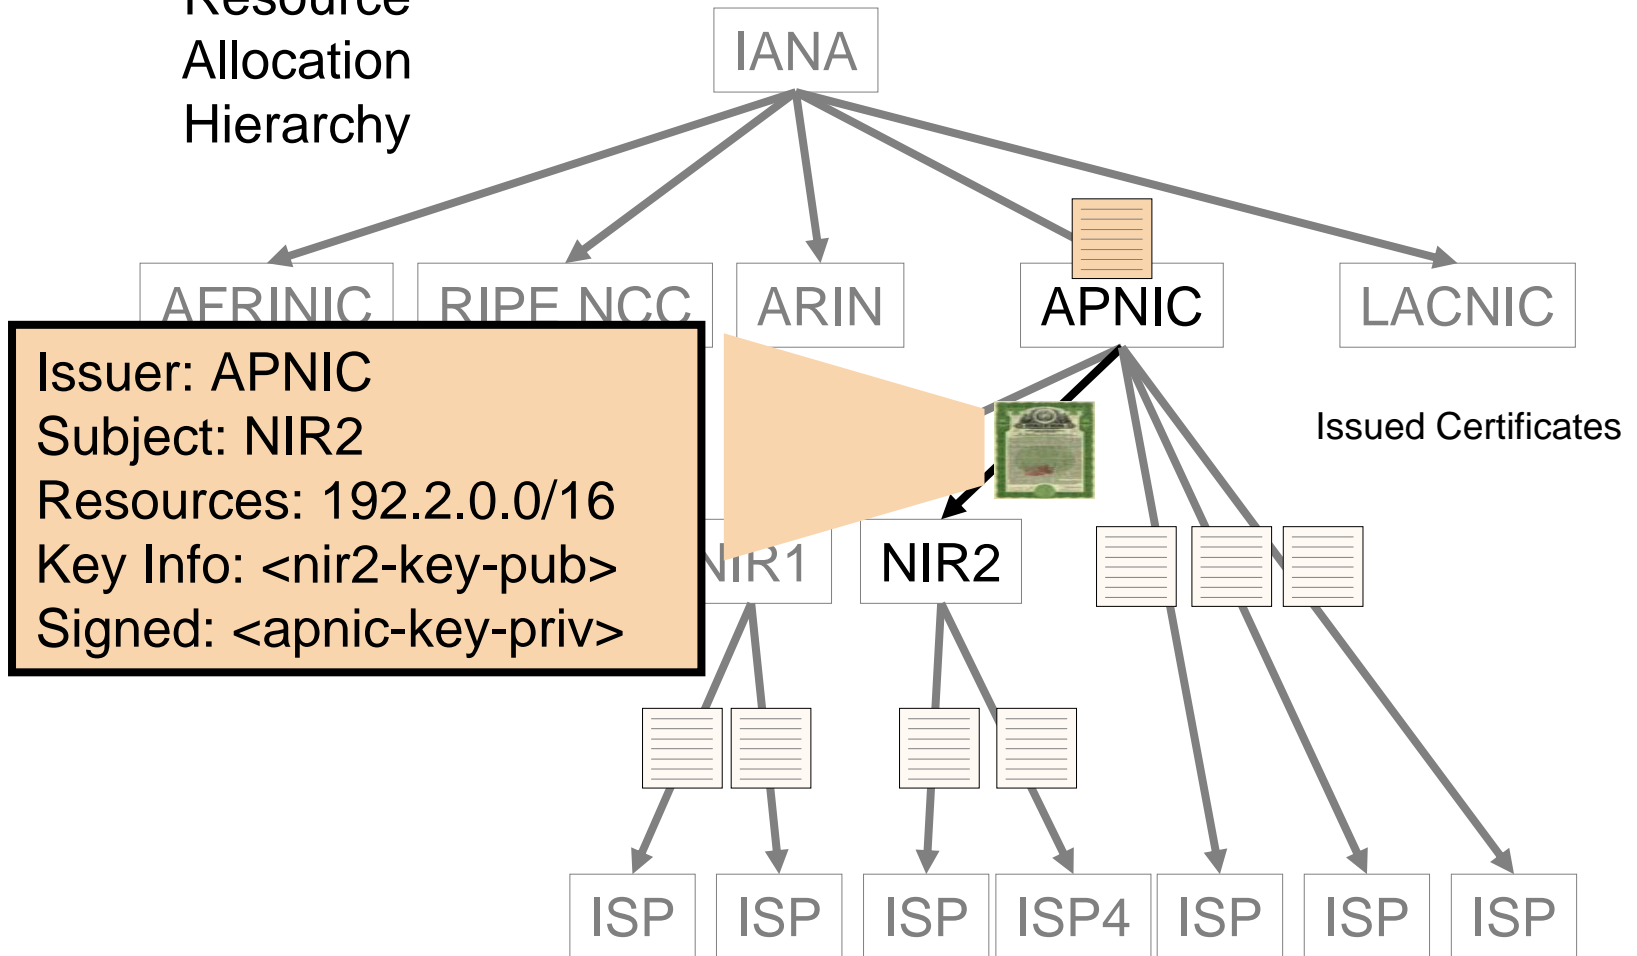 Resource
Allocation
Hierarchy
IANA
AFRINIC
RIPE NCC
ARIN
APNIC
LACNIC
Issuer: APNIC
Subject: NIR2
Resources: 192.2.0.0/16
Key Info: <nir2-key-pub>
Signed: <apnic-key-priv>
Issued Certificates
NIR1
NIR2
ISP
ISP
ISP
ISP4
ISP
ISP
ISP